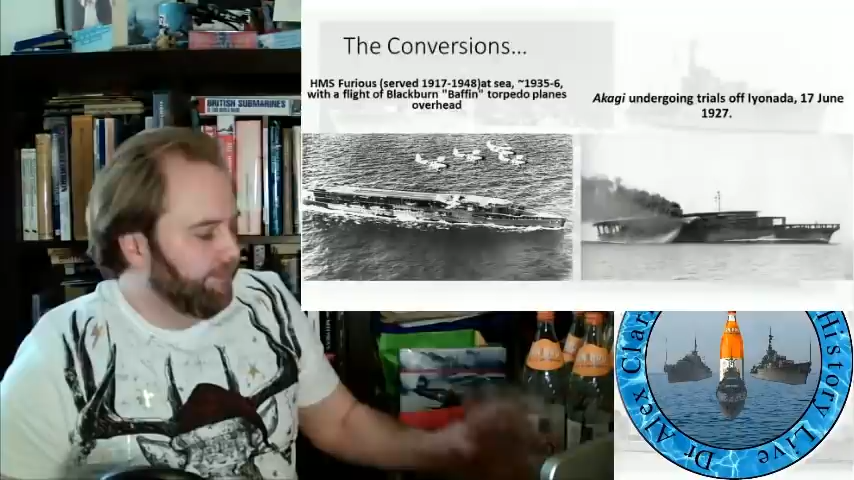 The Conversions...
HMS Furious (served 1917-1948)at sea, ~1935-6,
with a flight of Blackburn "Baffin" torpedo planes
overhead
Akagi undergoing trials off Iyonada, 17 June
1927.
BRITISH SUBMARINES
Dr Alex Clar
History Live